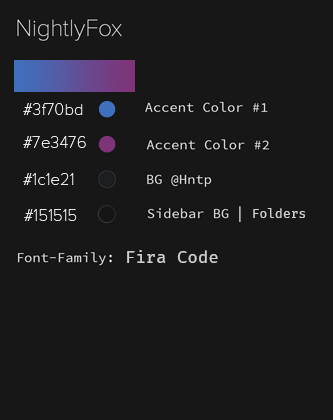 NightlyFox
#3f70bd Accent Color #1
#7e3476 Accent Color #2
#1c1e21 BG @Hntp
#151515 Sidebar BG | Folders
Font-Family: Fira Code